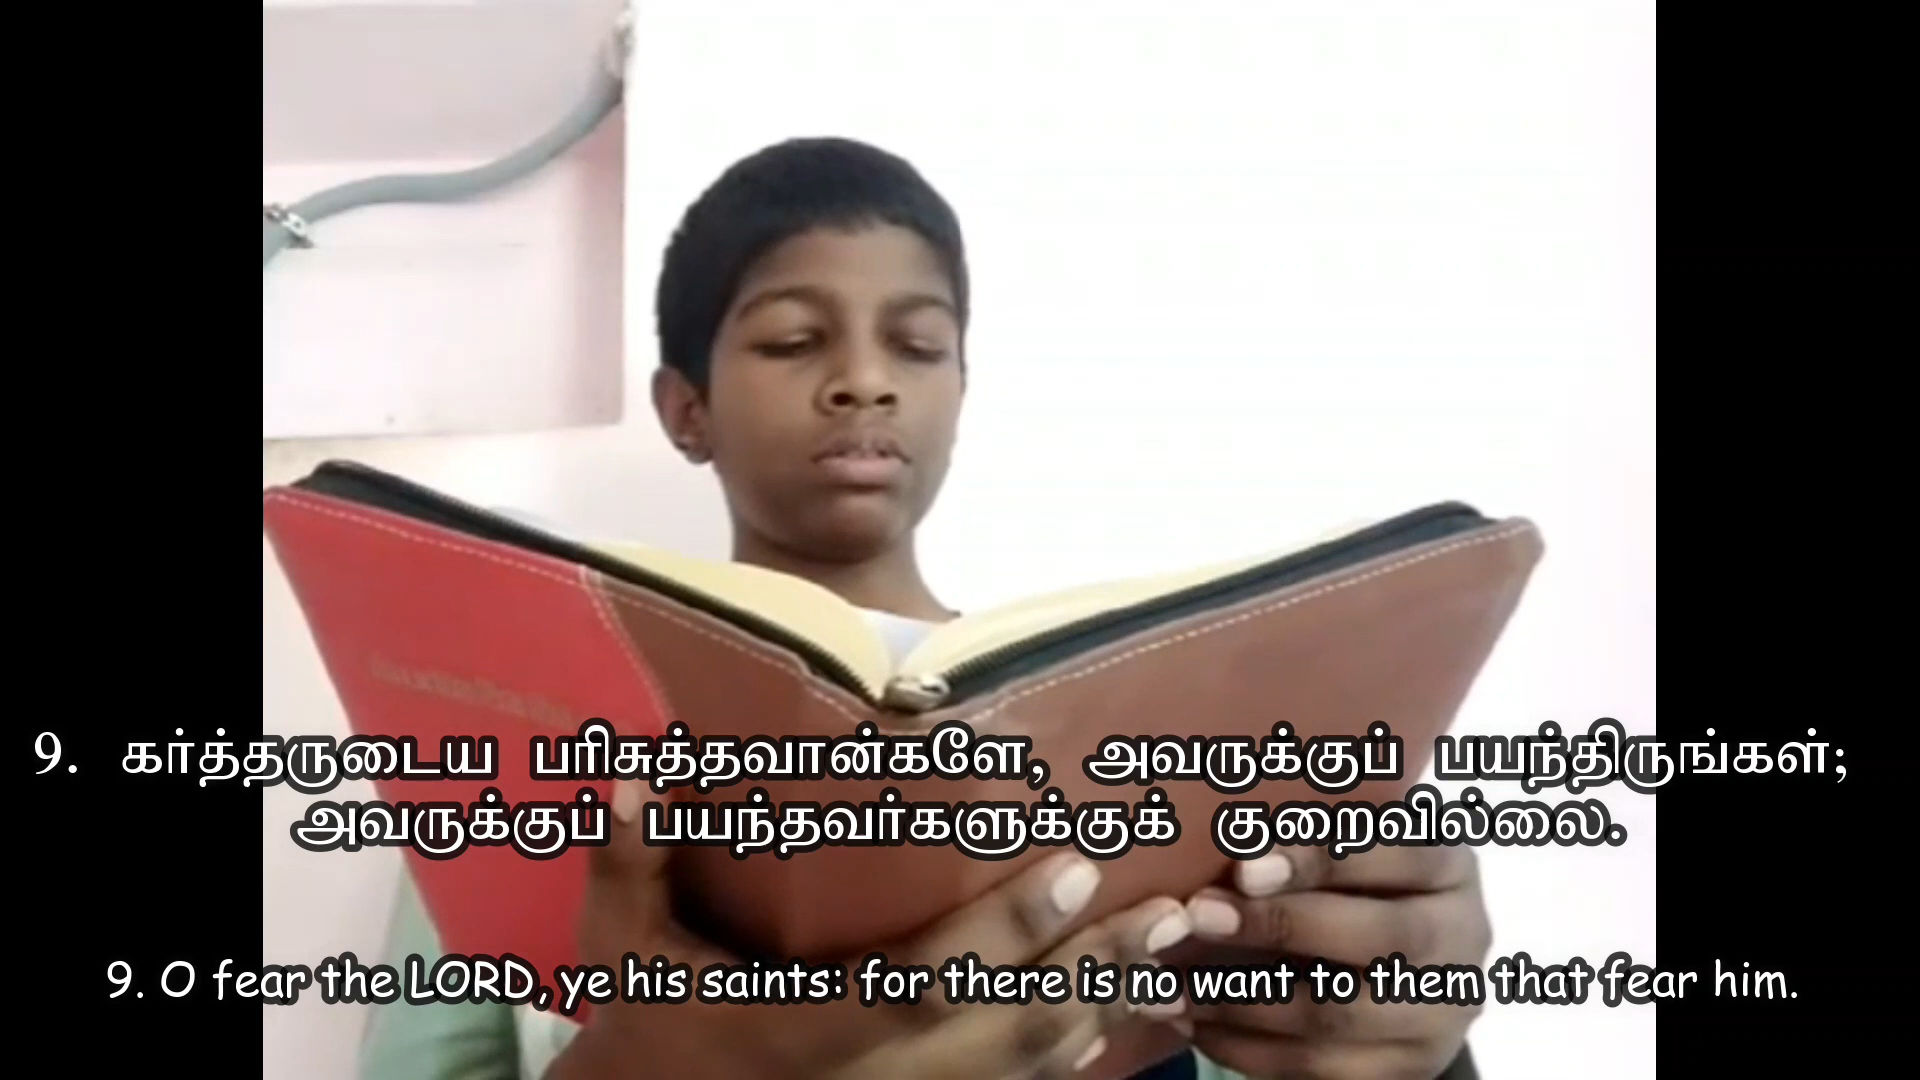 9. கர்த்தருடைய பரிசுத்தவான்களே, அவருக்குப் பயந்திருங்கள்;
அவருக்குப் பயந்தவர்களுக்குக் குறைவில்லை.
9. O fear the LORD, ye his saints: for there is no want to them that fear him.